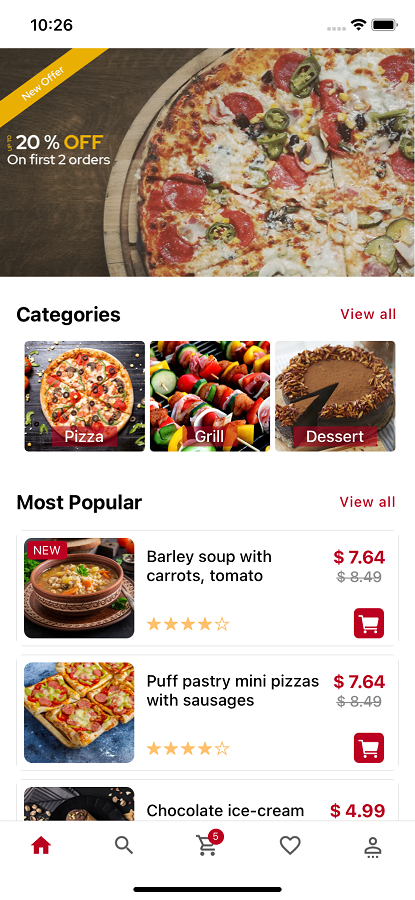 10:26
New Offer
UP TO
20 % OFF
On first 2 orders
Categories
View all
Pizza
Grill
Dessert
Most Popular
View all
NEW
Barley soup with
carrots, tomato
$ 7.64
$ 8.49
Puff pastry mini pizzas
with sausages
$ 7.64
$ 8.49
Chocolate ice-cream
$ 4.99
5